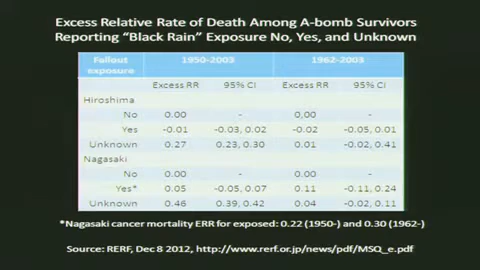 Excess Relative Rate of Death Among A-bomb Survivors
Reporting "Black Rain" Exposure No, Yes, and Unknown
Fallout exposure 1950-2003 1962-2003
Excess RR 95% CI Excess RR 95% CI
Hiroshima
No 0.00 - 0,00 -
Yes -0.01 -0.03, 0.02 -0.02 -0.05, 0.01
Unknown 0.27 0.23, 0.30 0.01 -0.02, 0.41
Nagasaki
No 0.00 - 0.00 -
Yes* 0.05 -0.05, 0.07 0.11 -0.11, 0.24
Unknown 0.46 0.39, 0.42 0.04 -0.02, 0.11
*Nagasaki cancer mortality ERR for exposed: 0.22 (1950-) and 0.30 (1962-)
Source: RERF, Dec 8 2012, http://www.rerf.or.jp/news/pdf/MSQ_e.pdf